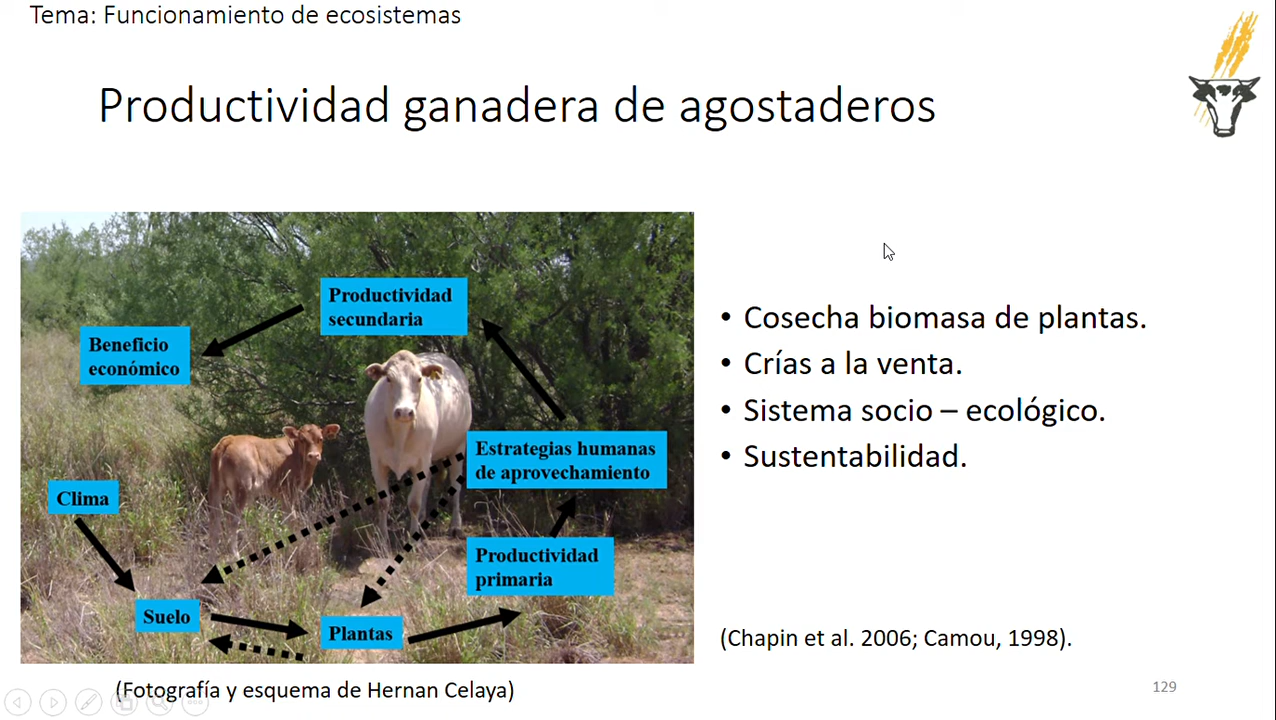 Tema: Funcionamiento de ecosistemas
Productividad ganadera de agostaderos
Productividad
secundaria
Beneficio
económico
Estrategias humanas
de aprovechamiento
Clima
Productividad
primaria
Suelo
Plantas
• Cosecha biomasa de plantas.
• Crías a la venta.
• Sistema socio – ecológico.
• Sustentabilidad.
(Chapin et al. 2006; Camou, 1998).
(Fotografía y esquema de Hernan Celaya)
129